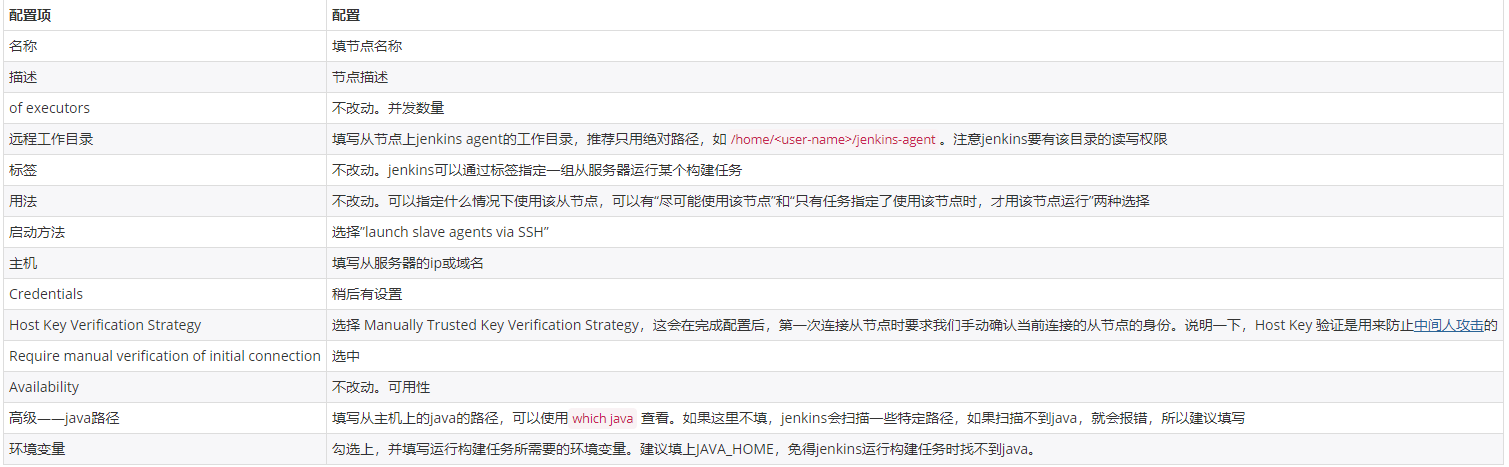 配置项 配置
名称 填节点名称
描述 节点描述
of executors 不改动。并发数量
远程工作目录 填写从节点上jenkins agent的工作目录，推荐只用绝对路径，如 /home/<user-name>/jenkins-agent 。注意jenkins要有该目录的读写权限
标签 不改动。jenkins可以通过标签指定一组从服务器运行某个构建任务
用法 不改动。可以指定什么情况下使用该从节点，可以有“尽可能使用该节点”和“只有任务指定了使用该节点时，才用该节点运行”两种选择
启动方法 选择”launch slave agents via SSH”
主机 填写从服务器的ip或域名
Credentials 稍后有设置
Host Key Verification Strategy 选择 Manually Trusted Key Verification Strategy，这会在完成配置后，第一次连接从节点时要求我们手动确认当前连接的从节点的身份。说明一下，Host Key 验证是用来防止中间人攻击的
Require manual verification of initial connection 选中
Availability 不改动。可用性
高级——java路径 填写从主机上的java的路径，可以使用 which java 查看。如果这里不填，jenkins会扫描一些特定路径，如果扫描不到java，就会报错，所以建议填写
环境变量 勾选上，并填写运行构建任务所需要的环境变量。建议填上JAVA_HOME，免得jenkins运行构建任务时找不到java。